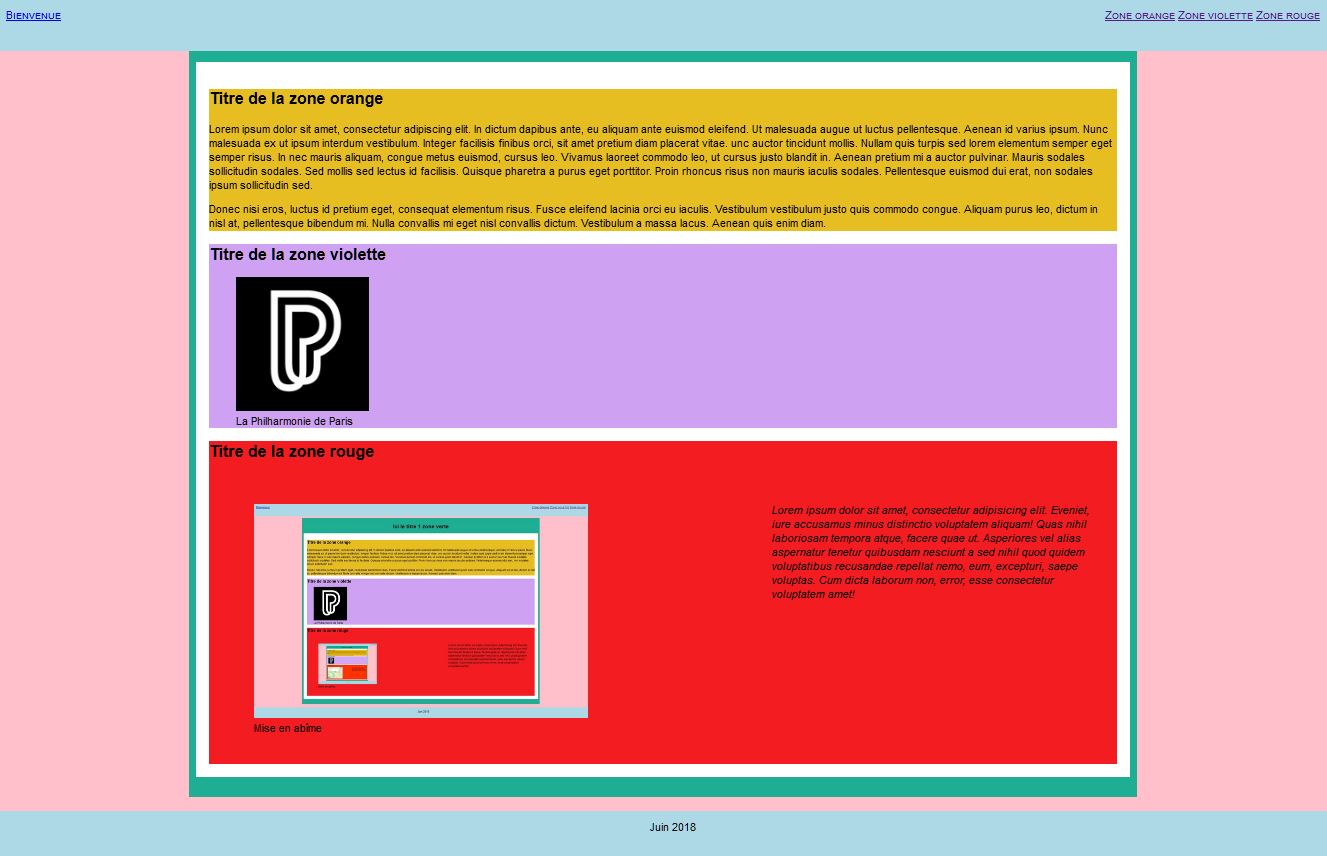 Bienvenue
Zone orange Zone violette Zone rouge
Titre de la zone orange
Lorem ipsum dolor sit amet, consectetur adipiscing elit. In dictum dapibus ante, eu aliquam ante euismod eleifend. Ut malesuada augue ut luctus pellentesque. Aenean id varius ipsum. Nunc
malesuada ex ut ipsum interdum vestibulum. Integer facilisis finibus orci, sit amet pretium diam placerat vitae. unc auctor tincidunt mollis. Nullam quis turpis sed lorem elementum semper eget
semper risus. In nec mauris aliquam, congue metus euismod, cursus leo. Vivamus laoreet commodo leo, ut cursus justo blandit in. Aenean pretium mi a auctor pulvinar. Mauris sodales
sollicitudin sodales. Sed mollis sed lectus id facilisis. Quisque pharetra a purus eget porttitor. Proin rhoncus risus non mauris iaculis sodales. Pellentesque euismod dui erat, non sodales
ipsum sollicitudin sed.
Donec nisi eros, luctus id pretium eget, consequat elementum risus. Fusce eleifend lacinia orci eu iaculis. Vestibulum vestibulum justo quis commodo congue. Aliquam purus leo, dictum in
nisl at, pellentesque bibendum mi. Nulla convallis mi eget nisl convallis dictum. Vestibulum a massa lacus. Aenean quis enim diam.
Titre de la zone violette
P
La Philharmonie de Paris
Titre de la zone rouge
Ici le titre 1 zone verte
Titre de la zone orange
Titre de la zone violette
Titre de la zone rouge
Mise en abîme
Lorem ipsum dolor sit amet, consectetur adipisicing elit. Eveniet,
iure accusamus minus distinctio voluptatem aliquam! Quas nihil
laboriosam tempora atque, facere quae ut. Asperiores vel alias
aspernatur tenetur quibusdam nesciunt a sed nihil quod quidem
voluptatibus recusandae repellat nemo, eum, excepturi, saepe
voluptas. Cum dicta laborum non, error, esse consectetur
voluptatem amet!
Juin 2018